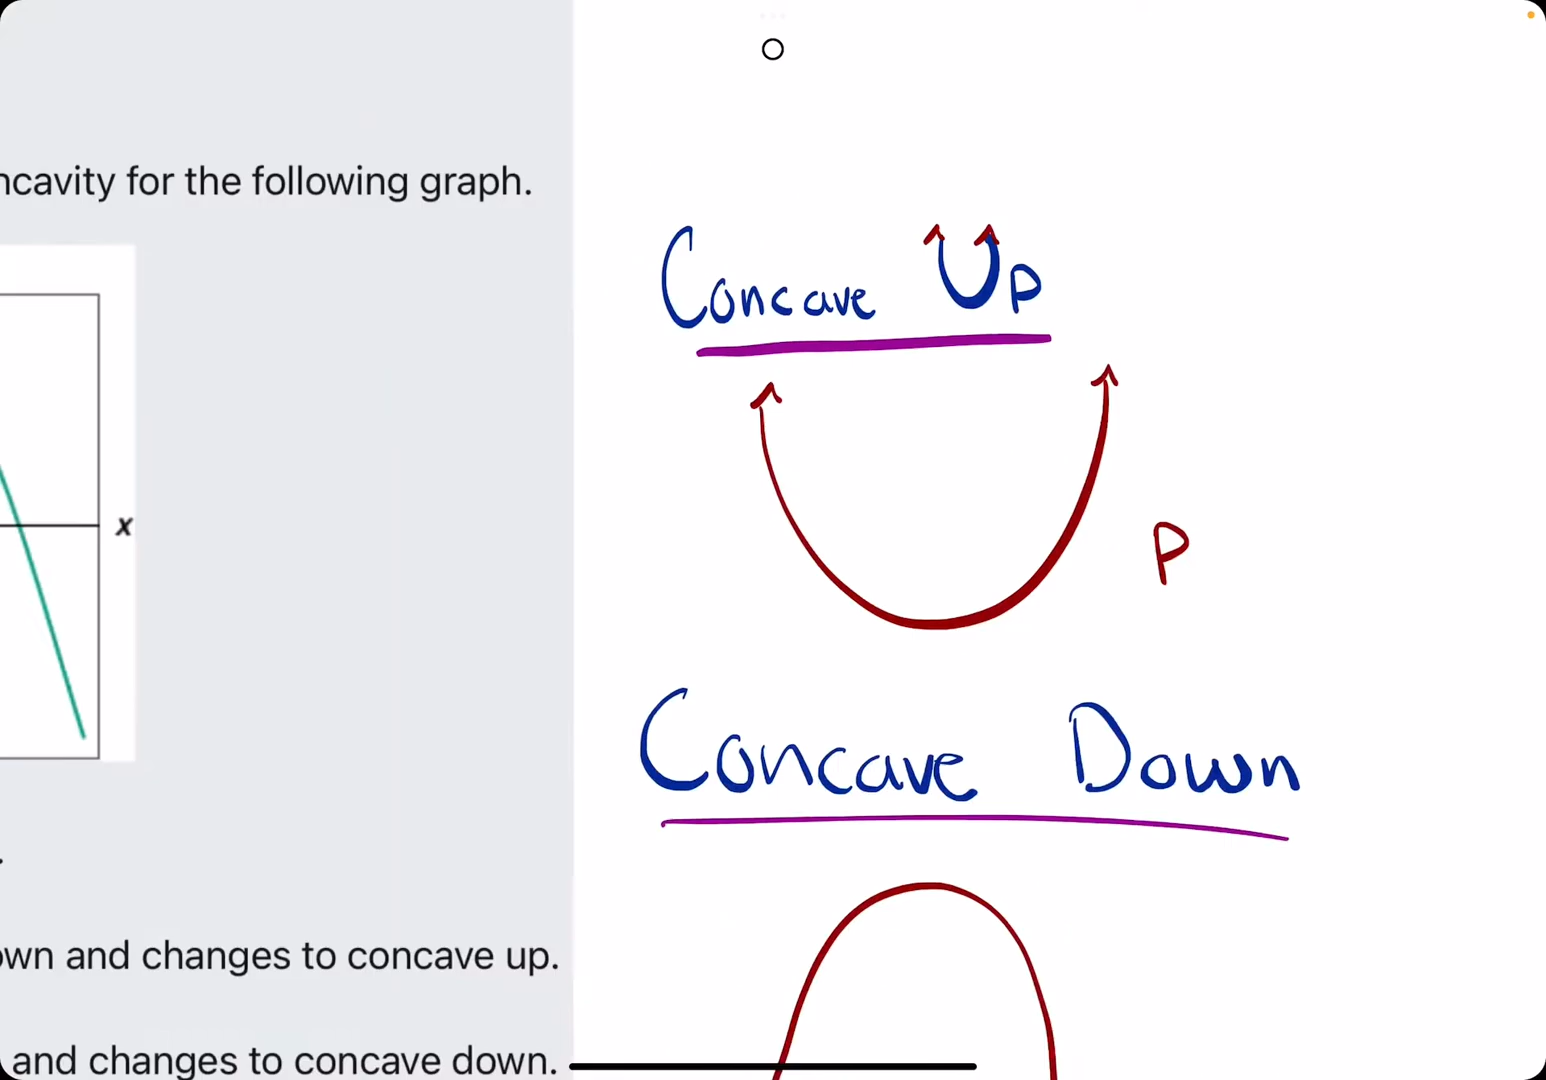 ncavity for the following graph.
x
.
own and changes to concave up.
and changes to concave down.
Concave Up
P
Concave Down